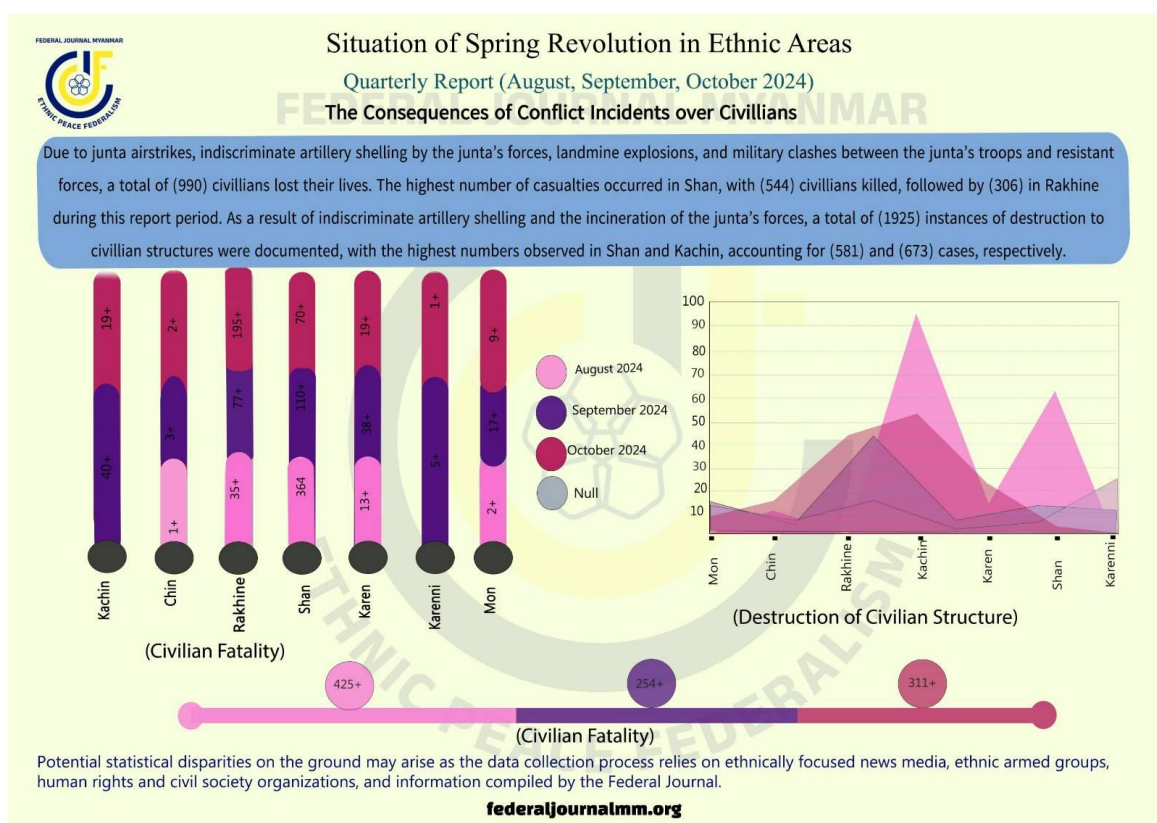 FEDERAL JOURNAL MYANMAR
ETHNIC PEACE FEDERALISM
Situation of Spring Revolution in Ethnic Areas
Quarterly Report (August, September, October 2024)
FEDERAL JOURNAL MYANMAR
The Consequences of Conflict Incidents over Civillians
Due to junta airstrikes, indiscriminate artillery shelling by the junta's forces, landmine explosions, and military clashes between the junta's troops and resistant
forces, a total of (990) civillians lost their lives. The highest number of casualties occurred in Shan, with (544) civillians killed, followed by (306) in Rakhine
during this report period. As a result of indiscriminate artillery shelling and the incineration of the junta's forces, a total of (1925) instances of destruction to
civillian structures were documented, with the highest numbers observed in Shan and Kachin, accounting for (581) and (673) cases, respectively.
19+ 2+ 195+ 70+ 19+ 1+ 9+
40+ 3+ 77+ 110+ 38+ 5+ 17+
1+ 35+ 364 13+ 2+
Kachin Chin Rakhine Shan Karen Karenni Mon
(Civilian Fatality)
August 2024
September 2024
October 2024
Null
100
90
80
70
60
50
40
30
20
10
Mon Chin Rakhine Kachin Karen Shan Karenni
(Destruction of Civilian Structure)
ETHNIC PEACE FEDERALISM
425+ 254+ 311+
(Civilian Fatality)
Potential statistical disparities on the ground may arise as the data collection process relies on ethnically focused news media, ethnic armed groups,
human rights and civil society organizations, and information compiled by the Federal Journal.
federaljournalmm.org